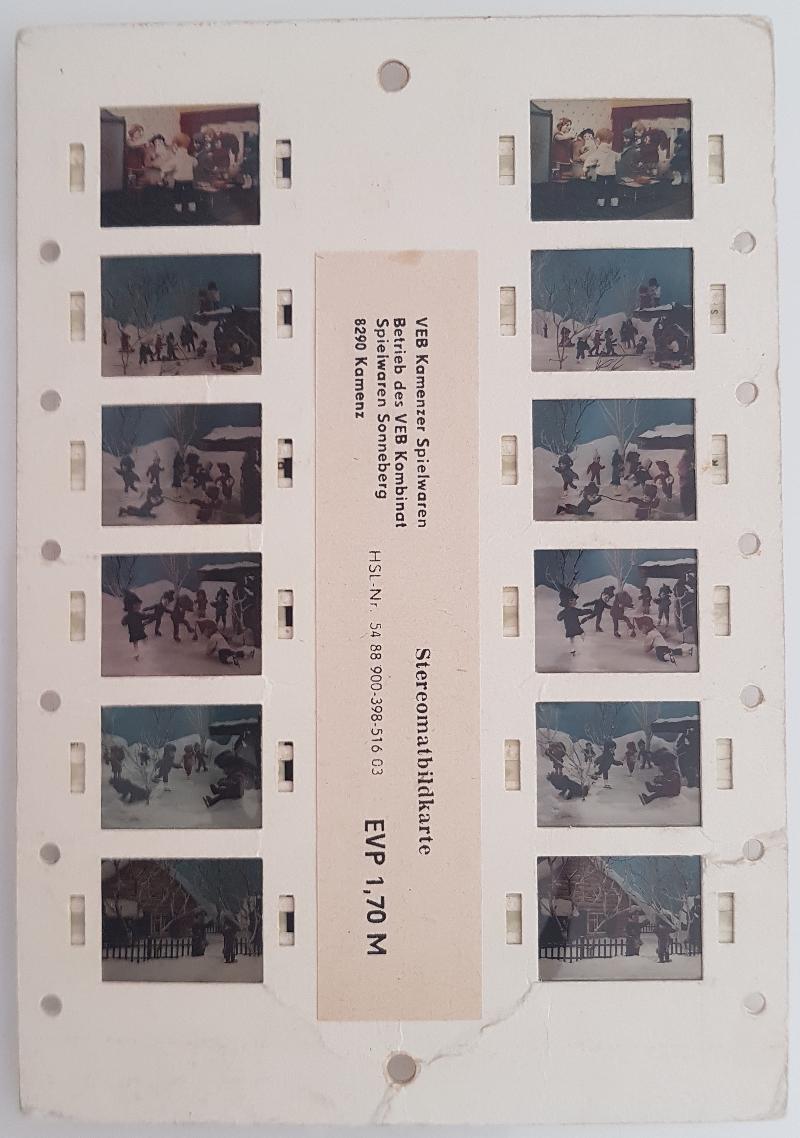 VEB Kamenzer Spielwaren
Betrieb des VEB Kombinat
Spielwaren Sonneberg
8290 Kamenz
Stereomatbildkarte
HSL-Nr. 54 88 900-398-516 03
EVP 1,70 M